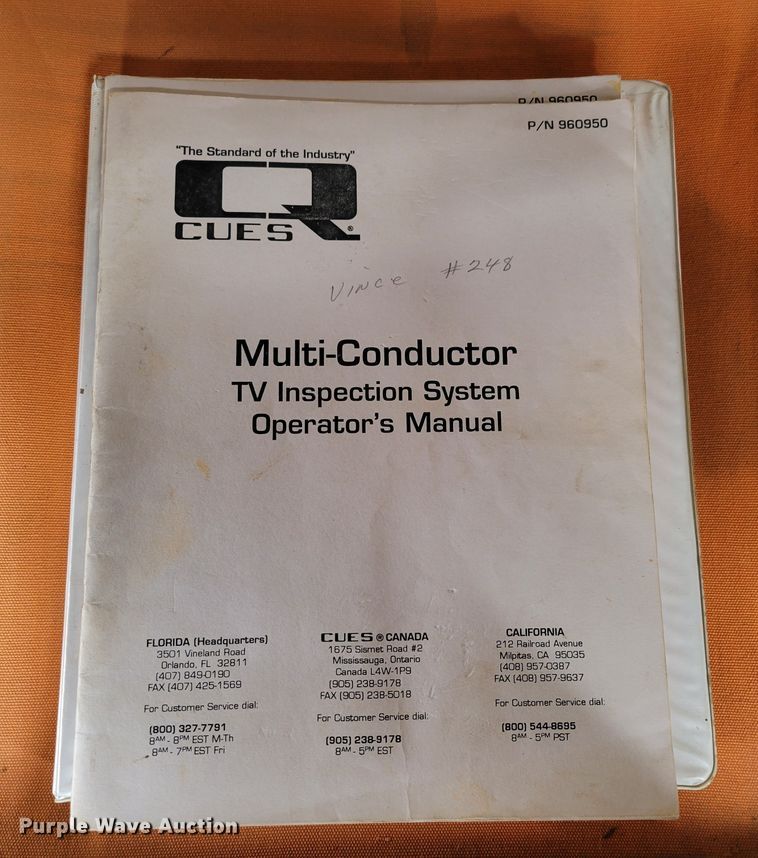 P/N 960950
P/N 960950
"The Standard of the Industry"
CUES®
Vince #248
Multi-Conductor
TV Inspection System
Operator's Manual
FLORIDA (Headquarters)
3501 Vineland Road
Orlando, FL 32811
(407) 849-0190
FAX (407) 425-1569
For Customer Service dial:
(800) 327-7791
8AM - 8PM EST M-Th
8AM - 7PM EST Fri
CUES® CANADA
1675 Sismet Road #2
Mississauga, Ontario
Canada L4W-1P9
(905) 238-9178
FAX (905) 238-5018
For Customer Service dial:
(905) 238-9178
8AM - 5PM EST
CALIFORNIA
212 Railroad Avenue
Milpitas, CA 95035
(408) 957-0387
FAX (408) 957-9637
For Customer Service dial:
(800) 544-8695
8AM - 5PM PST
Purple Wave Auction